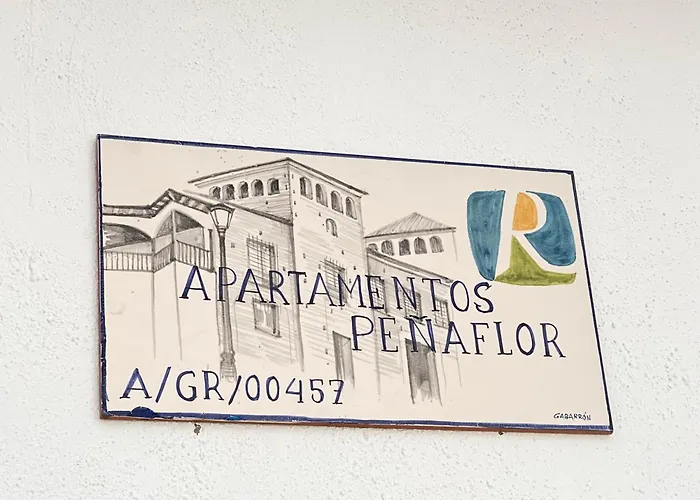 R
APARTAMENTOS
PEÑAFLOR
A/GR/00457
GABARRÓN